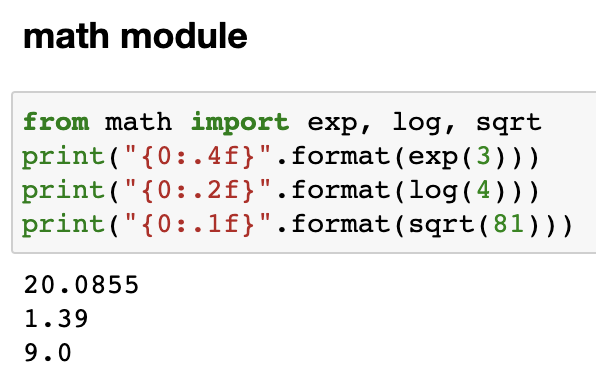 math module
from math import exp, log, sqrt
print("{0:.4f}".format(exp(3)))
print("{0:.2f}".format(log(4)))
print("{0:.1f}".format(sqrt(81)))
20.0855
1.39
9.0